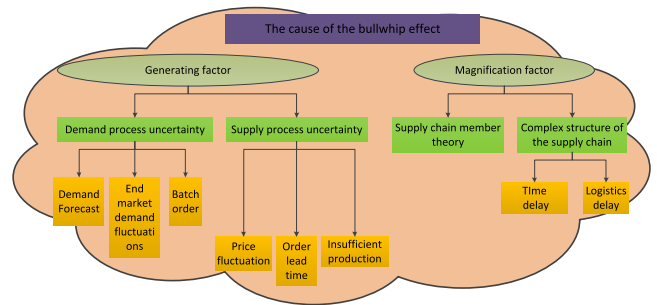 The cause of the bullwhip effect
Generating factor
Magnification factor
Demand process uncertainty
Supply process uncertainty
Supply chain member
theory
Complex structure of
the supply chain
Demand
Forecast
End
market
demand
fluctuati
ons
Batch
order
Price
fluctuation
Order
lead
time
Insufficient
production
TIme
delay
Logistics
delay